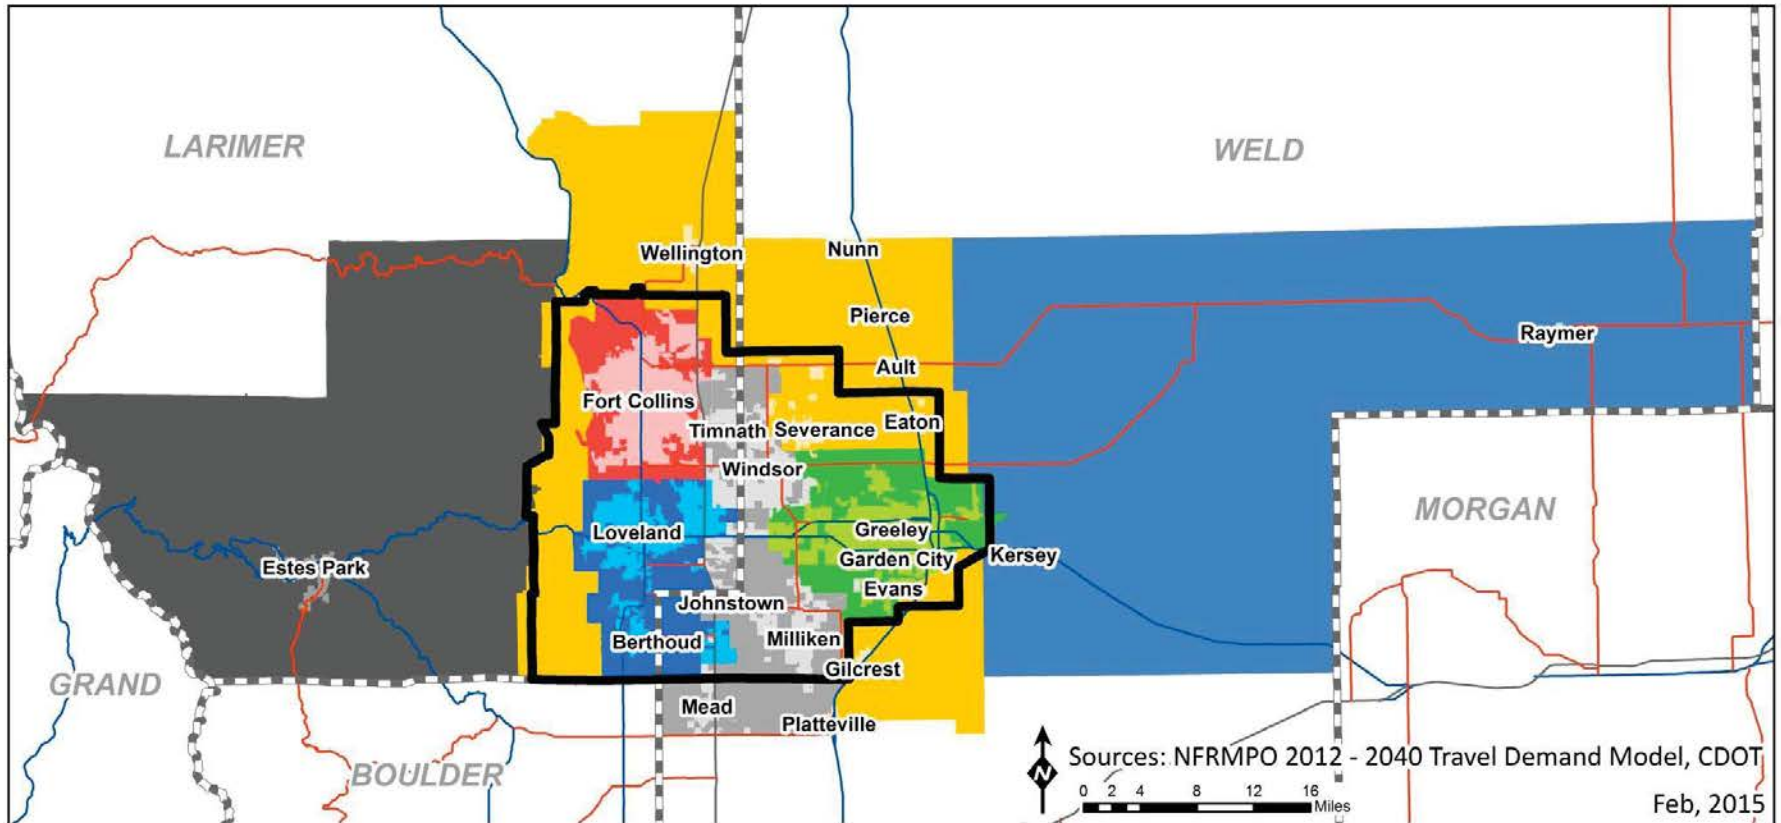 LARIMER
WELD
Wellington
Nunn
Pierce
Raymer
Ault
Fort Collins
Eaton
Timnath
Severance
Windsor
MORGAN
Loveland
Greeley
Kersey
Garden City
Estes Park
Evans
Johnstown
Berthoud
Milliken
Gilcrest
GRAND
Mead
Platteville
BOULDER
N
Sources: NFRMPO 2012 - 2040 Travel Demand Model, CDOT
0 2 4 8 12 16
Miles
Feb, 2015